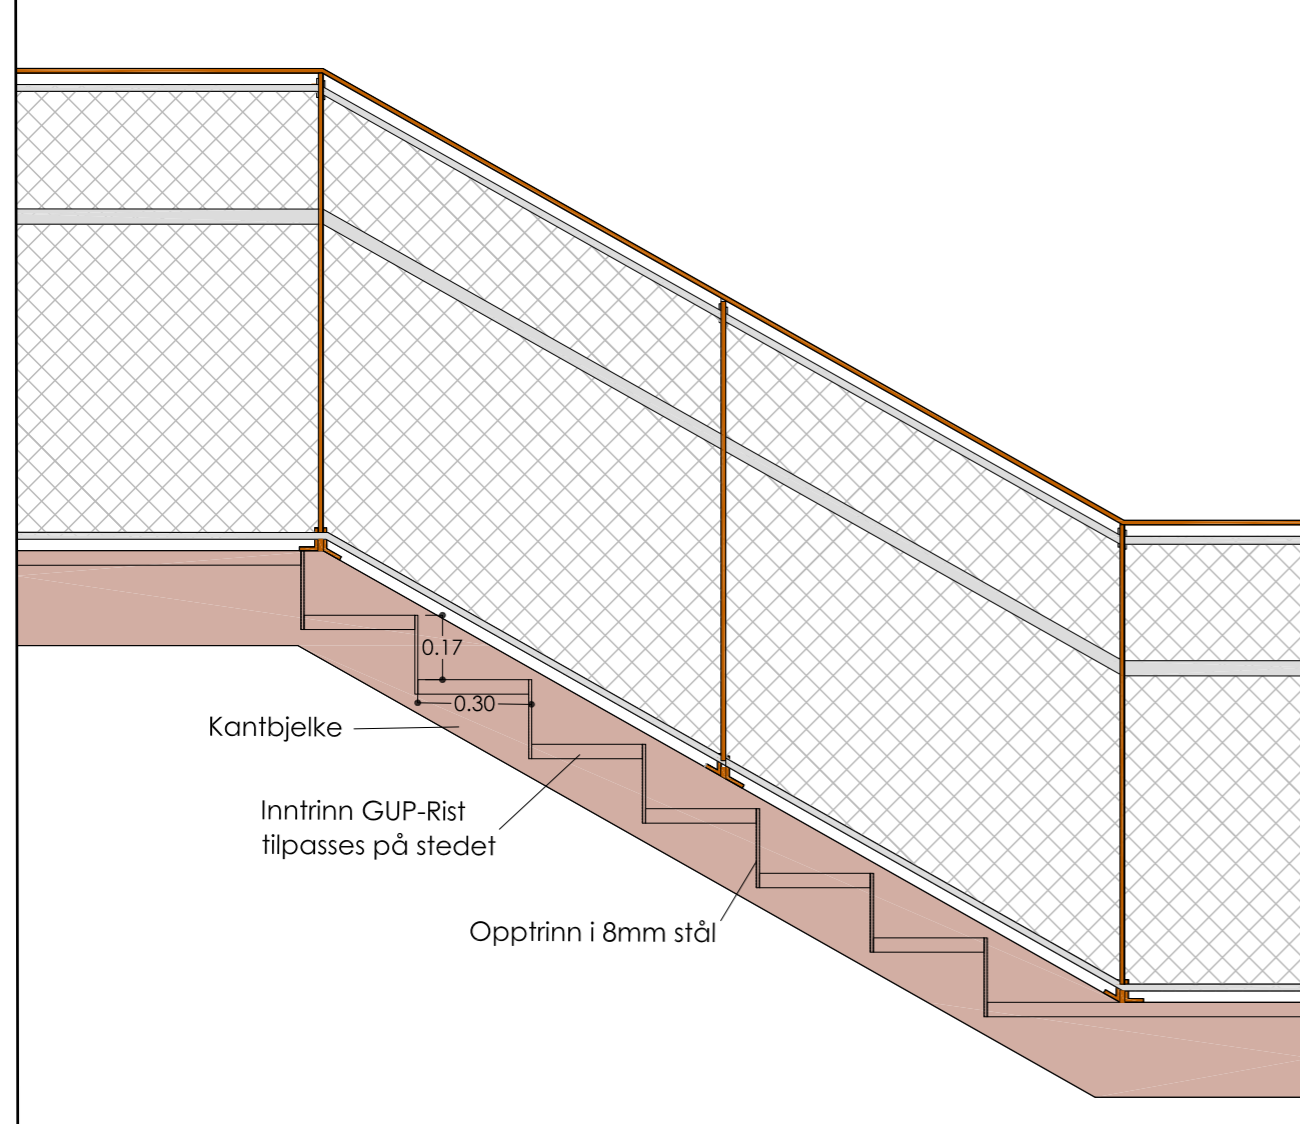 0.17
0.30
Kantbjelke
Inntrinn GUP-Rist
tilpasses på stedet
Opptrinn i 8mm stål